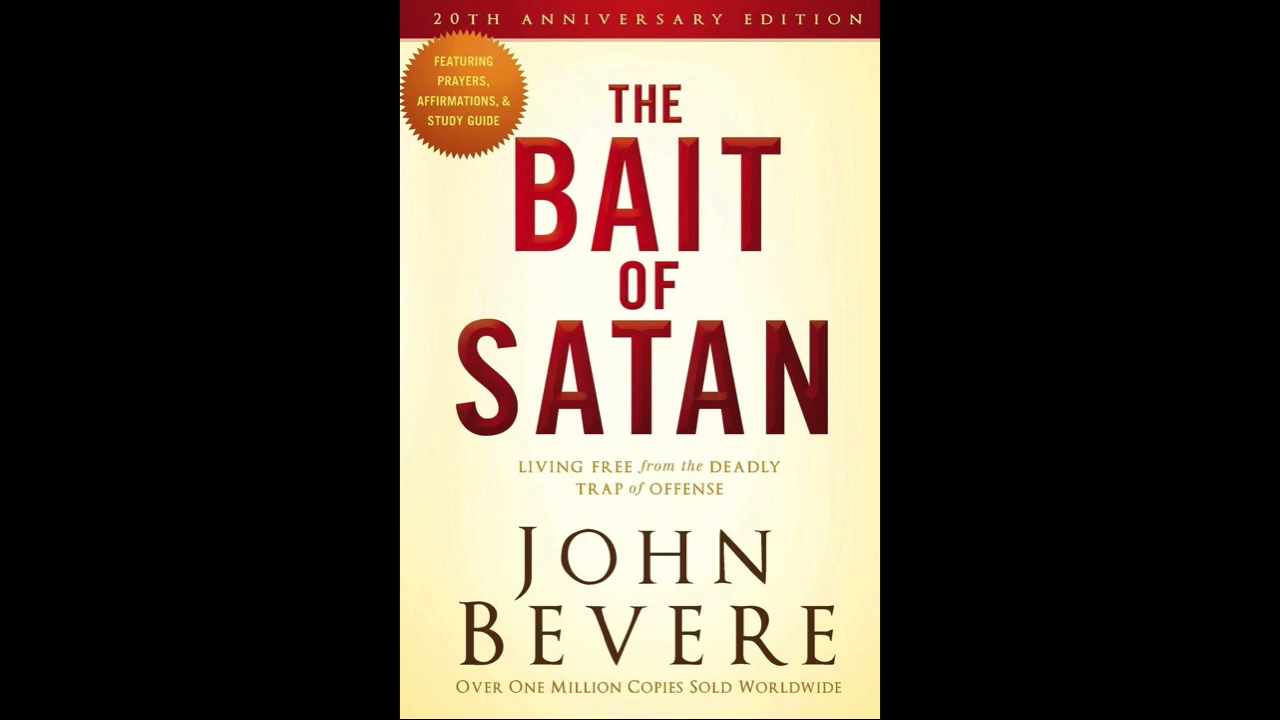 20TH ANNIVERSARY EDITION
FEATURING
PRAYERS,
AFFIRMATIONS, &
STUDY GUIDE
THE
BAIT
OF
SATAN
LIVING FREE from the DEADLY
TRAP of OFFENSE
JOHN
BEVERE
OVER ONE MILLION COPIES SOLD WORLDWIDE